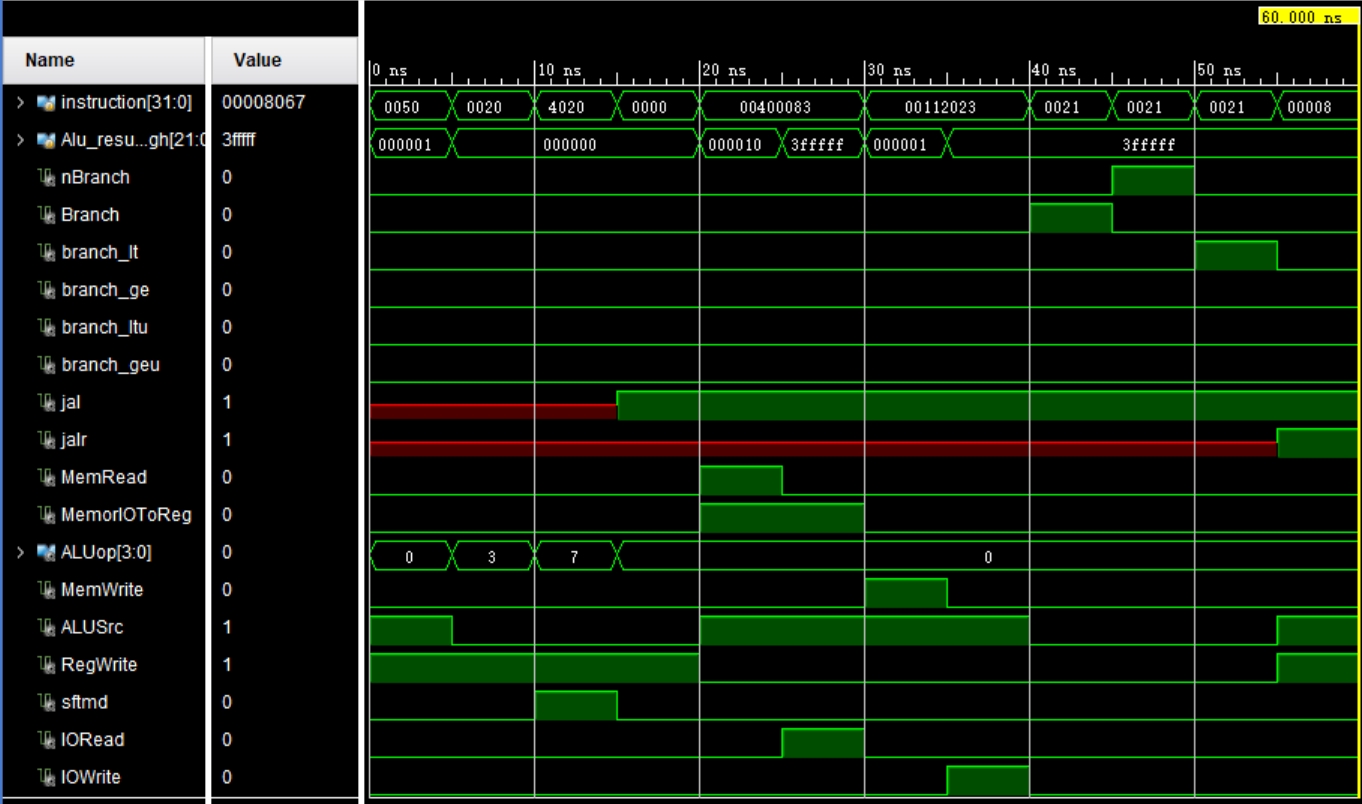 60.000 ns
Name Value
0 ns 10 ns 20 ns 30 ns 40 ns 50 ns
instruction[31:0] 00008067 0050 0020 4020 0000 00400083 00112023 0021 0021 0021 00008
Alu_resu...gh[21:0 3fffff 000001 000000 000010 3fffff 000001 3fffff
nBranch 0
Branch 0
branch_lt 0
branch_ge 0
branch_ltu 0
branch_geu 0
jal 1
jalr 1
MemRead 0
MemorIOToReg 0
ALUop[3:0] 0 0 3 7 0
MemWrite 0
ALUSrc 1
RegWrite 1
sftmd 0
IORead 0
IOWrite 0